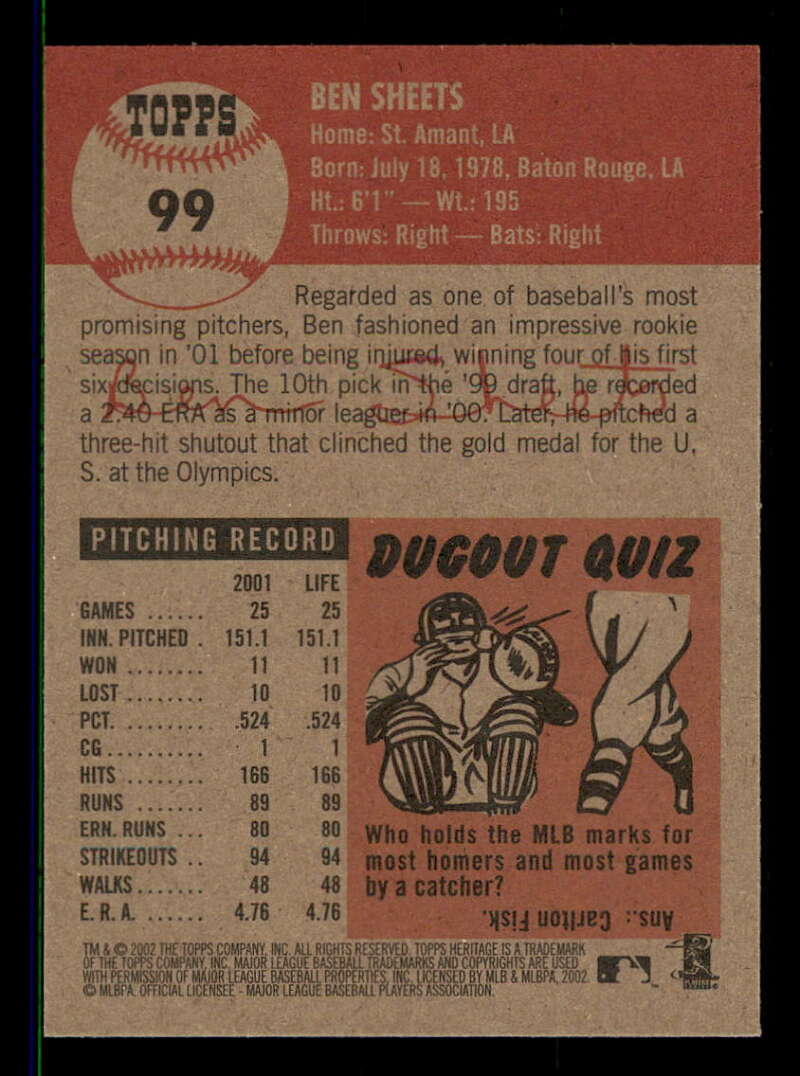 TOPPS
99
BEN SHEETS
Home: St. Amant, LA
Born: July 18, 1978, Baton Rouge, LA
Ht.: 6'1" — Wt.: 195
Throws: Right — Bats: Right
Regarded as one of baseball's most
promising pitchers, Ben fashioned an impressive rookie
season in '01 before being injured, winning four of his first
six decisions. The 10th pick in the '99 draft, he recorded
a 2.40 ERA as a minor leaguer in '00. Later, he pitched a
three-hit shutout that clinched the gold medal for the U.
S. at the Olympics.
PITCHING RECORD
2001 LIFE
GAMES ...... 25 25
INN. PITCHED . 151.1 151.1
WON ........ 11 11
LOST ........ 10 10
PCT. ......... .524 .524
CG .......... 1 1
HITS ........ 166 166
RUNS ....... 89 89
ERN. RUNS ... 80 80
STRIKEOUTS .. 94 94
WALKS ....... 48 48
E. R. A. ...... 4.76 4.76
DUGOUT QUIZ
Who holds the MLB marks for
most homers and most games
by a catcher?
Ans.: Carlton Fisk.
TM & © 2002 THE TOPPS COMPANY, INC. ALL RIGHTS RESERVED. TOPPS HERITAGE IS A TRADEMARK
OF THE TOPPS COMPANY, INC. MAJOR LEAGUE BASEBALL TRADEMARKS AND COPYRIGHTS ARE USED
WITH PERMISSION OF MAJOR LEAGUE BASEBALL PROPERTIES, INC. LICENSED BY MLB & MLBPA, 2002.
© MLBPA. OFFICIAL LICENSEE - MAJOR LEAGUE BASEBALL PLAYERS ASSOCIATION.